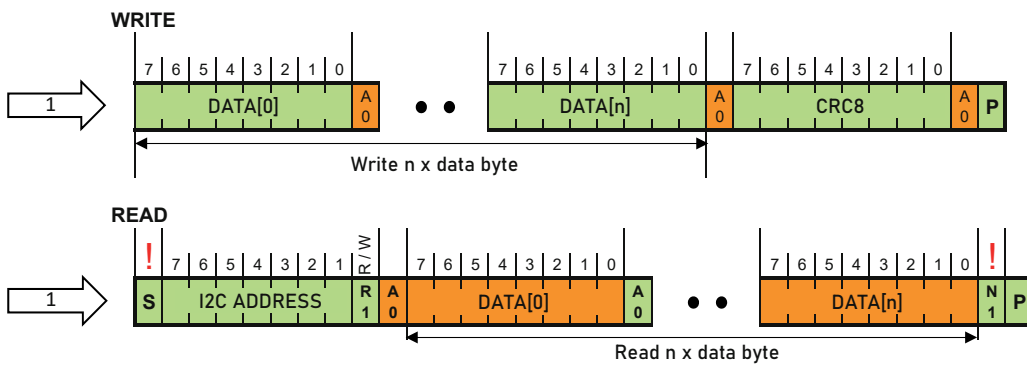 WRITE
7 6 5 4 3 2 1 0 7 6 5 4 3 2 1 0 7 6 5 4 3 2 1 0
1 DATA[0] A 0 DATA[n] A 0 CRC8 A 0 P
Write n x data byte
READ
! 7 6 5 4 3 2 1 R / W 7 6 5 4 3 2 1 0 7 6 5 4 3 2 1 0 !
1 S I2C ADDRESS R 1 A 0 DATA[0] A 0 DATA[n] N 1 P
Read n x data byte